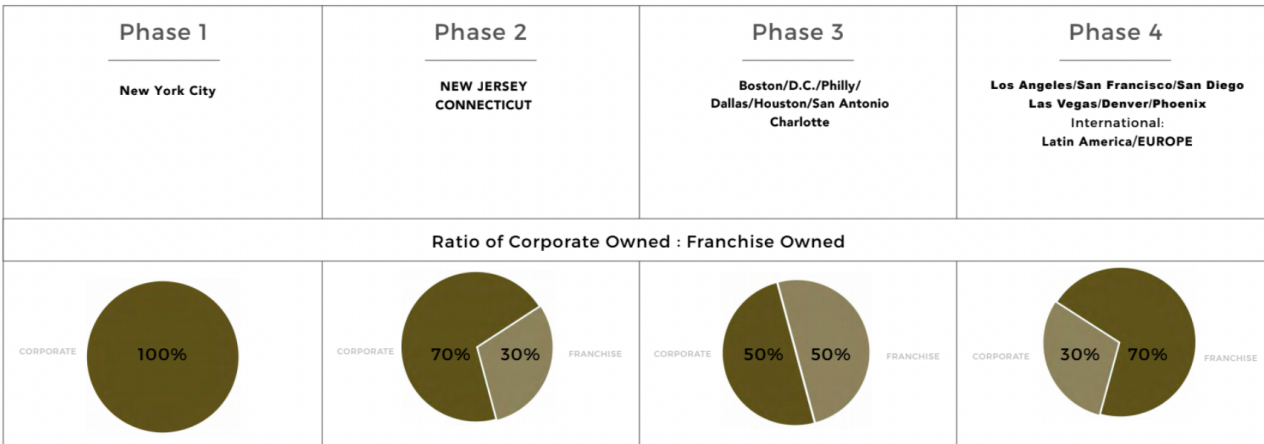 Phase 1
New York City
Phase 2
NEW JERSEY
CONNECTICUT
Phase 3
Boston/D.C./Philly/
Dallas/Houston/San Antonio
Charlotte
Phase 4
Los Angeles/San Francisco/San Diego
Las Vegas/Denver/Phoenix
International:
Latin America/EUROPE
Ratio of Corporate Owned : Franchise Owned
CORPORATE 100%
CORPORATE 70% 30% FRANCHISE
CORPORATE 50% 50% FRANCHISE
CORPORATE 30% 70% FRANCHISE